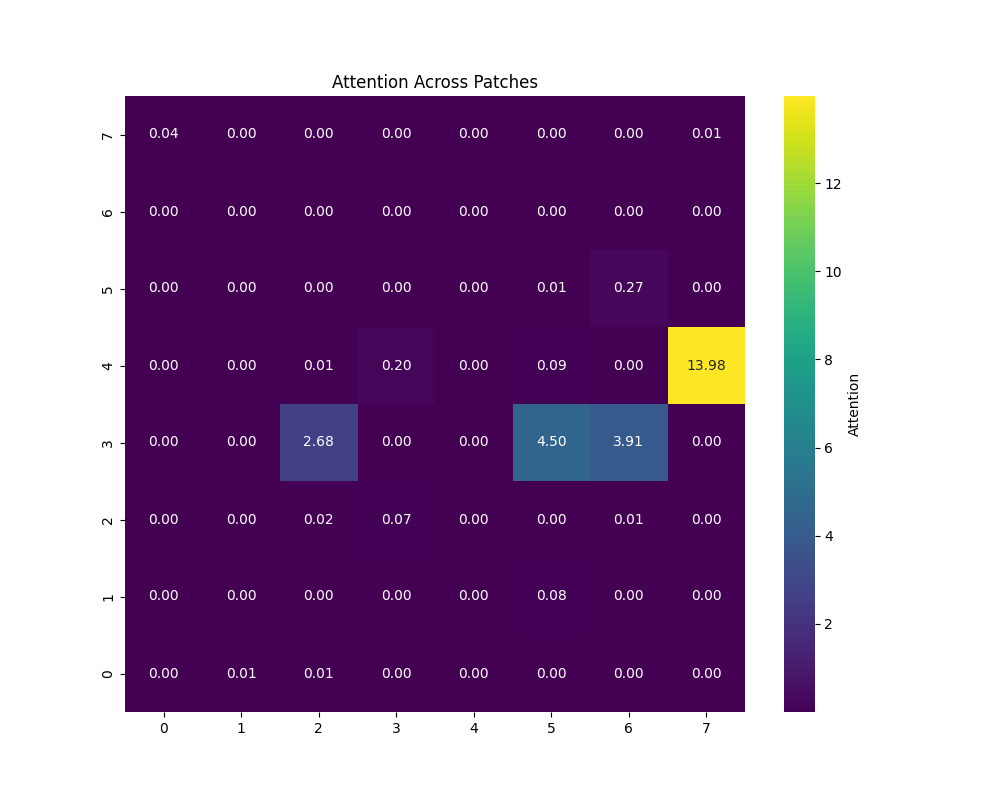 Attention Across Patches
7 0.04 0.00 0.00 0.00 0.00 0.00 0.00 0.01
6 0.00 0.00 0.00 0.00 0.00 0.00 0.00 0.00
5 0.00 0.00 0.00 0.00 0.00 0.01 0.27 0.00
4 0.00 0.00 0.01 0.20 0.00 0.09 0.00 13.98
3 0.00 0.00 2.68 0.00 0.00 4.50 3.91 0.00
2 0.00 0.00 0.02 0.07 0.00 0.00 0.01 0.00
1 0.00 0.00 0.00 0.00 0.00 0.08 0.00 0.00
0 0.00 0.01 0.01 0.00 0.00 0.00 0.00 0.00
0 1 2 3 4 5 6 7
12
10
8
6
4
2
Attention